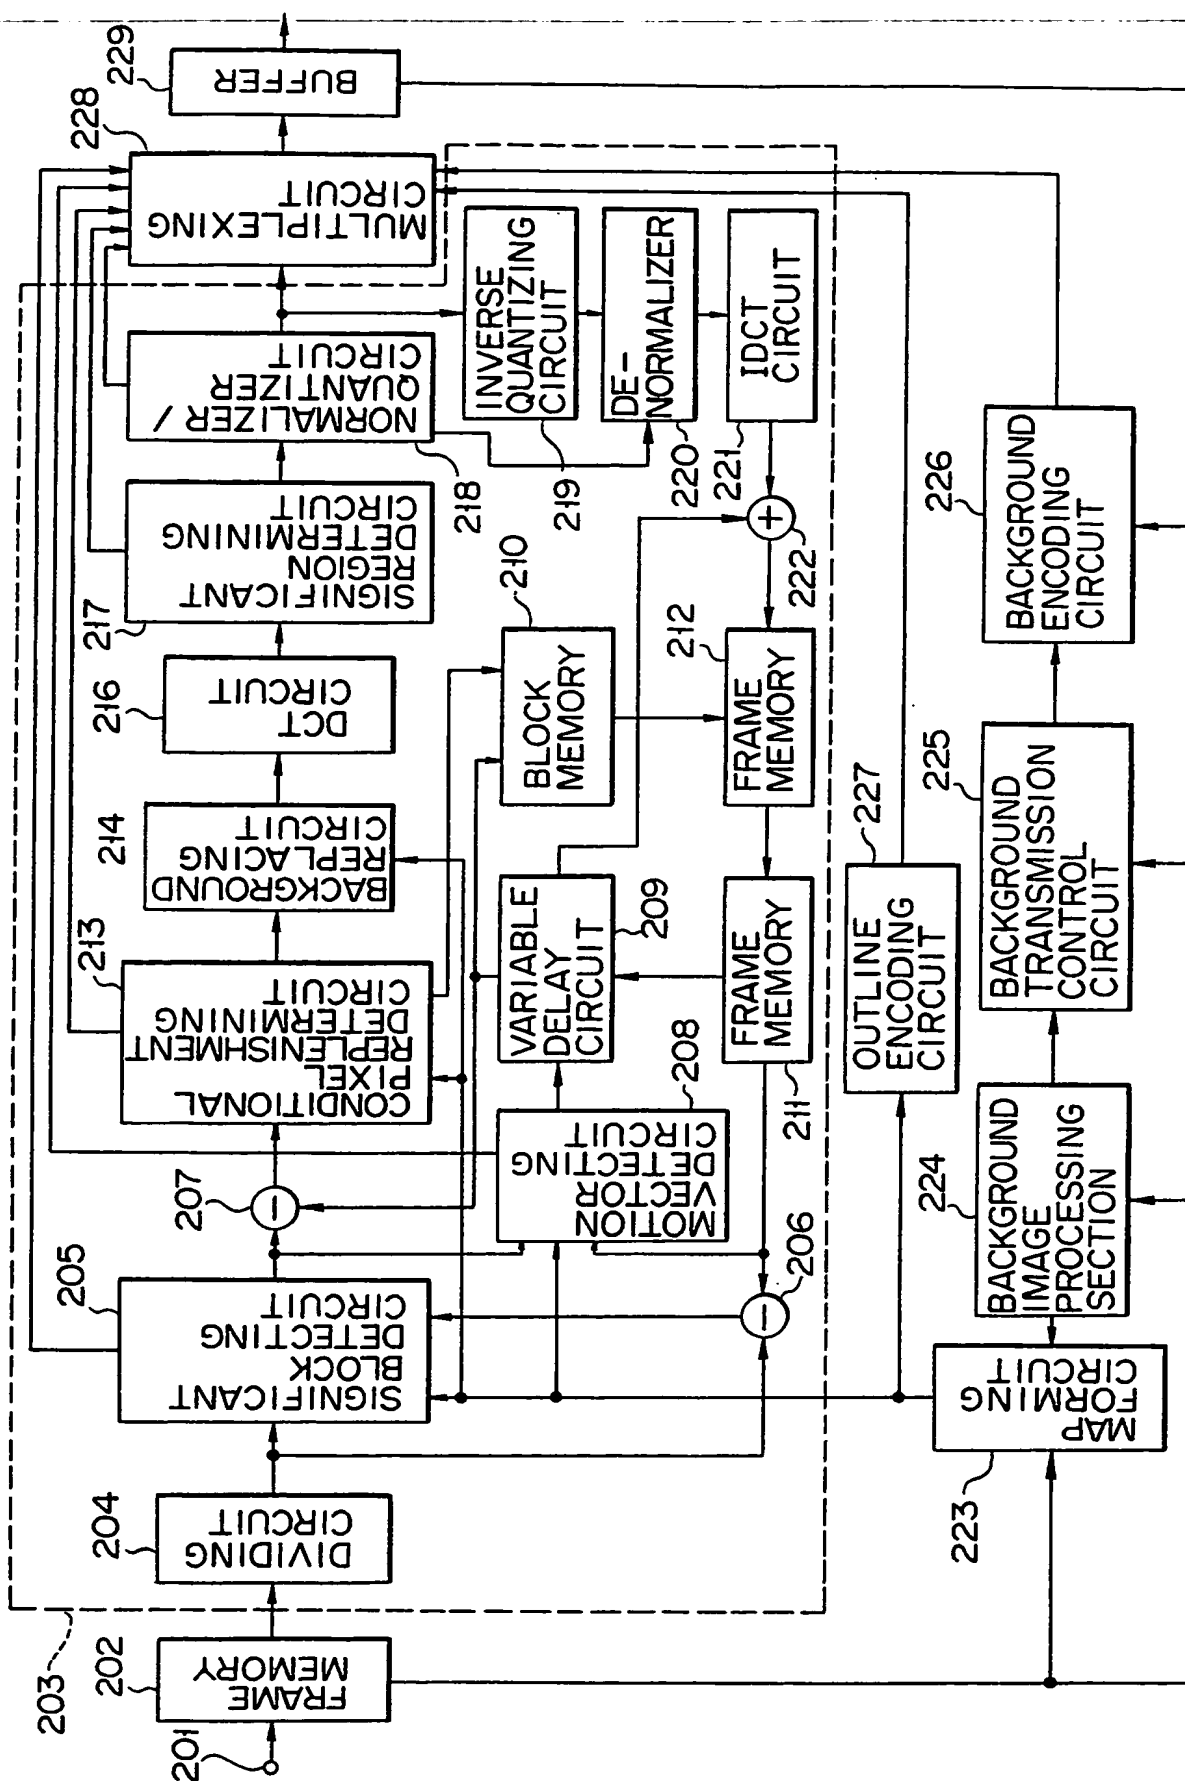 201
202
FRAME
MEMORY
203
204
DIVIDING
CIRCUIT
205
SIGNIFICANT
BLOCK
DETECTING
CIRCUIT
206
207
208
MOTION
VECTOR
DETECTING
CIRCUIT
209
VARIABLE
DELAY
CIRCUIT
210
BLOCK
MEMORY
211
FRAME
MEMORY
212
FRAME
MEMORY
213
CONDITIONAL
PIXEL
REPLENISHMENT
DETERMINING
CIRCUIT
214
BACKGROUND
REPLACING
CIRCUIT
216
DCT
CIRCUIT
217
SIGNIFICANT
REGION
DETERMINING
CIRCUIT
218
NORMALIZER/
QUANTIZER
CIRCUIT
219
INVERSE
QUANTIZING
CIRCUIT
220
DE-
NORMALIZER
221
IDCT
CIRCUIT
222
223
MAP
FORMING
CIRCUIT
224
BACKGROUND
IMAGE
PROCESSING
SECTION
225
BACKGROUND
TRANSMISSION
CONTROL
CIRCUIT
226
BACKGROUND
ENCODING
CIRCUIT
227
OUTLINE
ENCODING
CIRCUIT
228
MULTIPLEXING
CIRCUIT
229
BUFFER